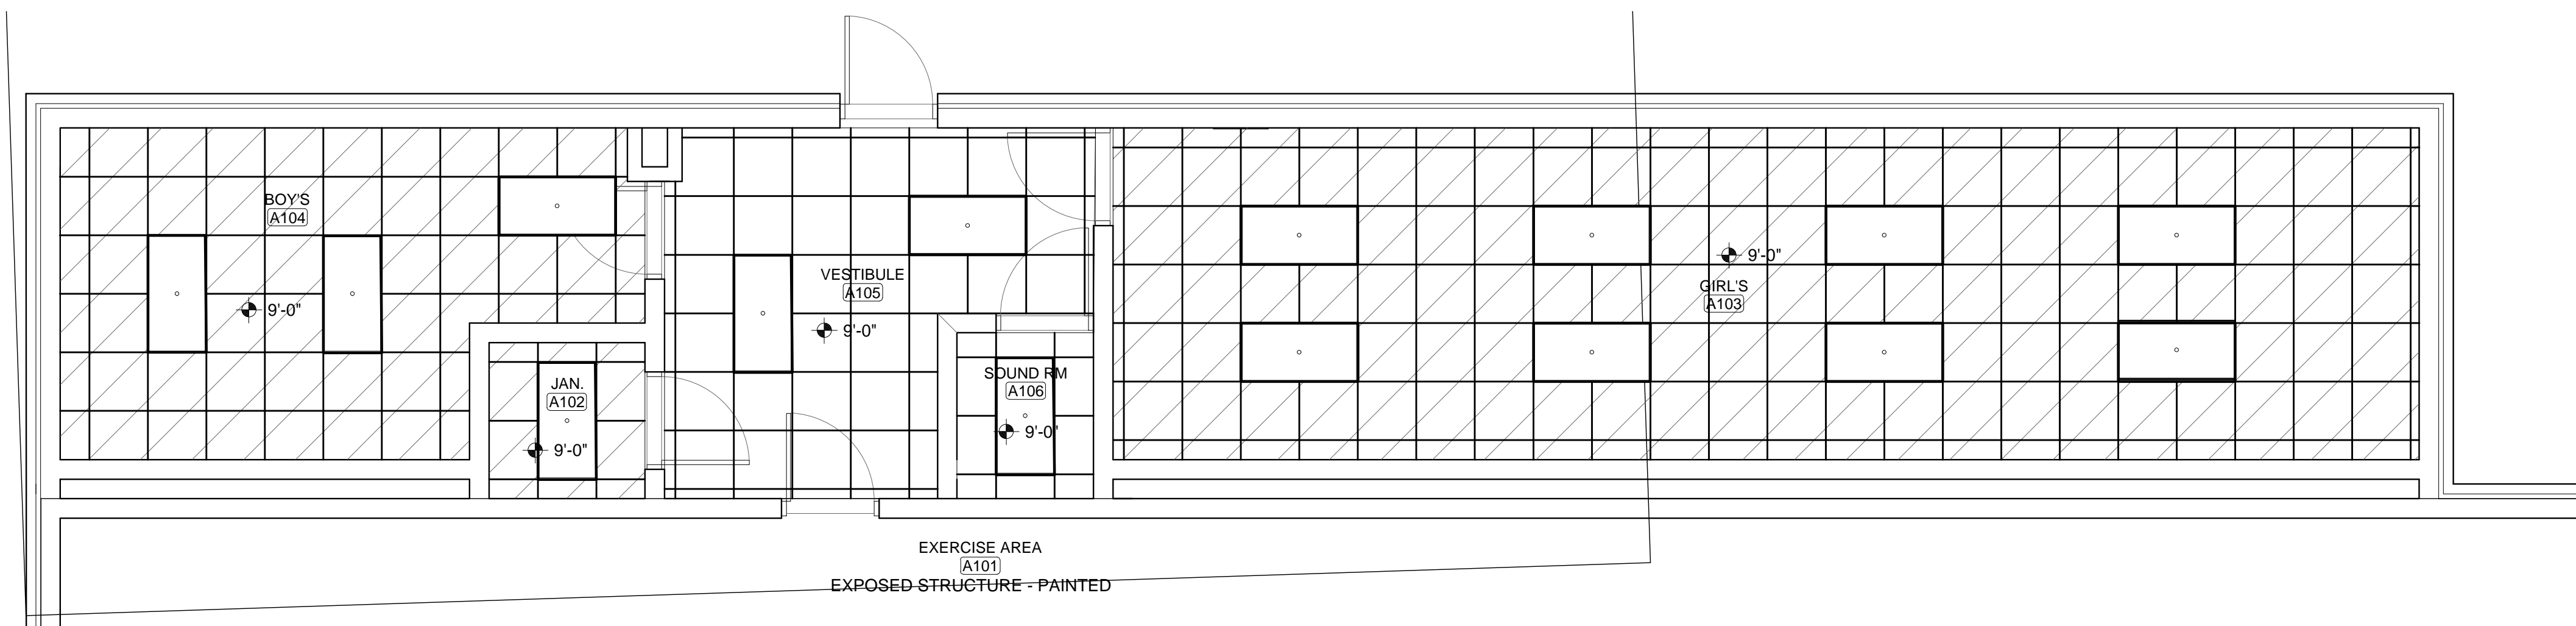 BOY'S
A104
9'-0"
JAN.
A102
9'-0"
VESTIBULE
A105
9'-0"
SOUND RM
A106
9'-0"
9'-0"
GIRL'S
A103
EXERCISE AREA
A101
EXPOSED STRUCTURE - PAINTED